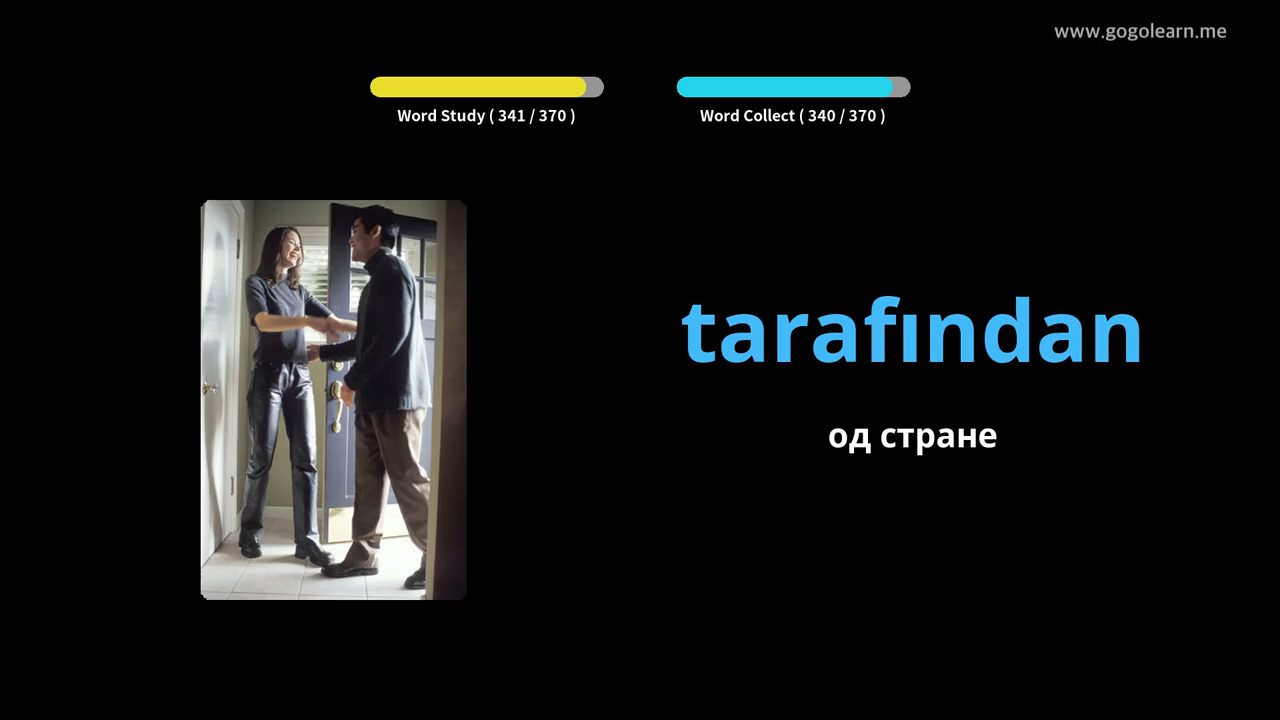 www.gogolearn.me
Word Study ( 341 / 370 )
Word Collect ( 340 / 370 )
tarafından
од стране